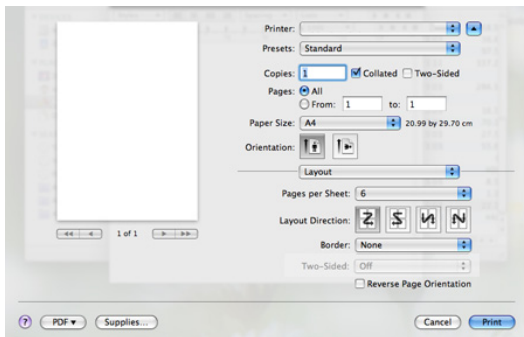 Printer:
Presets: Standard
Copies: 1 Collated Two-Sided
Pages: All
From: 1 to: 1
Paper Size: A4 20.99 by 29.70 cm
Orientation:
Layout
Pages per Sheet: 6
Layout Direction:
Border: None
Two-Sided: Off
Reverse Page Orientation
1 of 1
? PDF▾ Supplies... Cancel Print